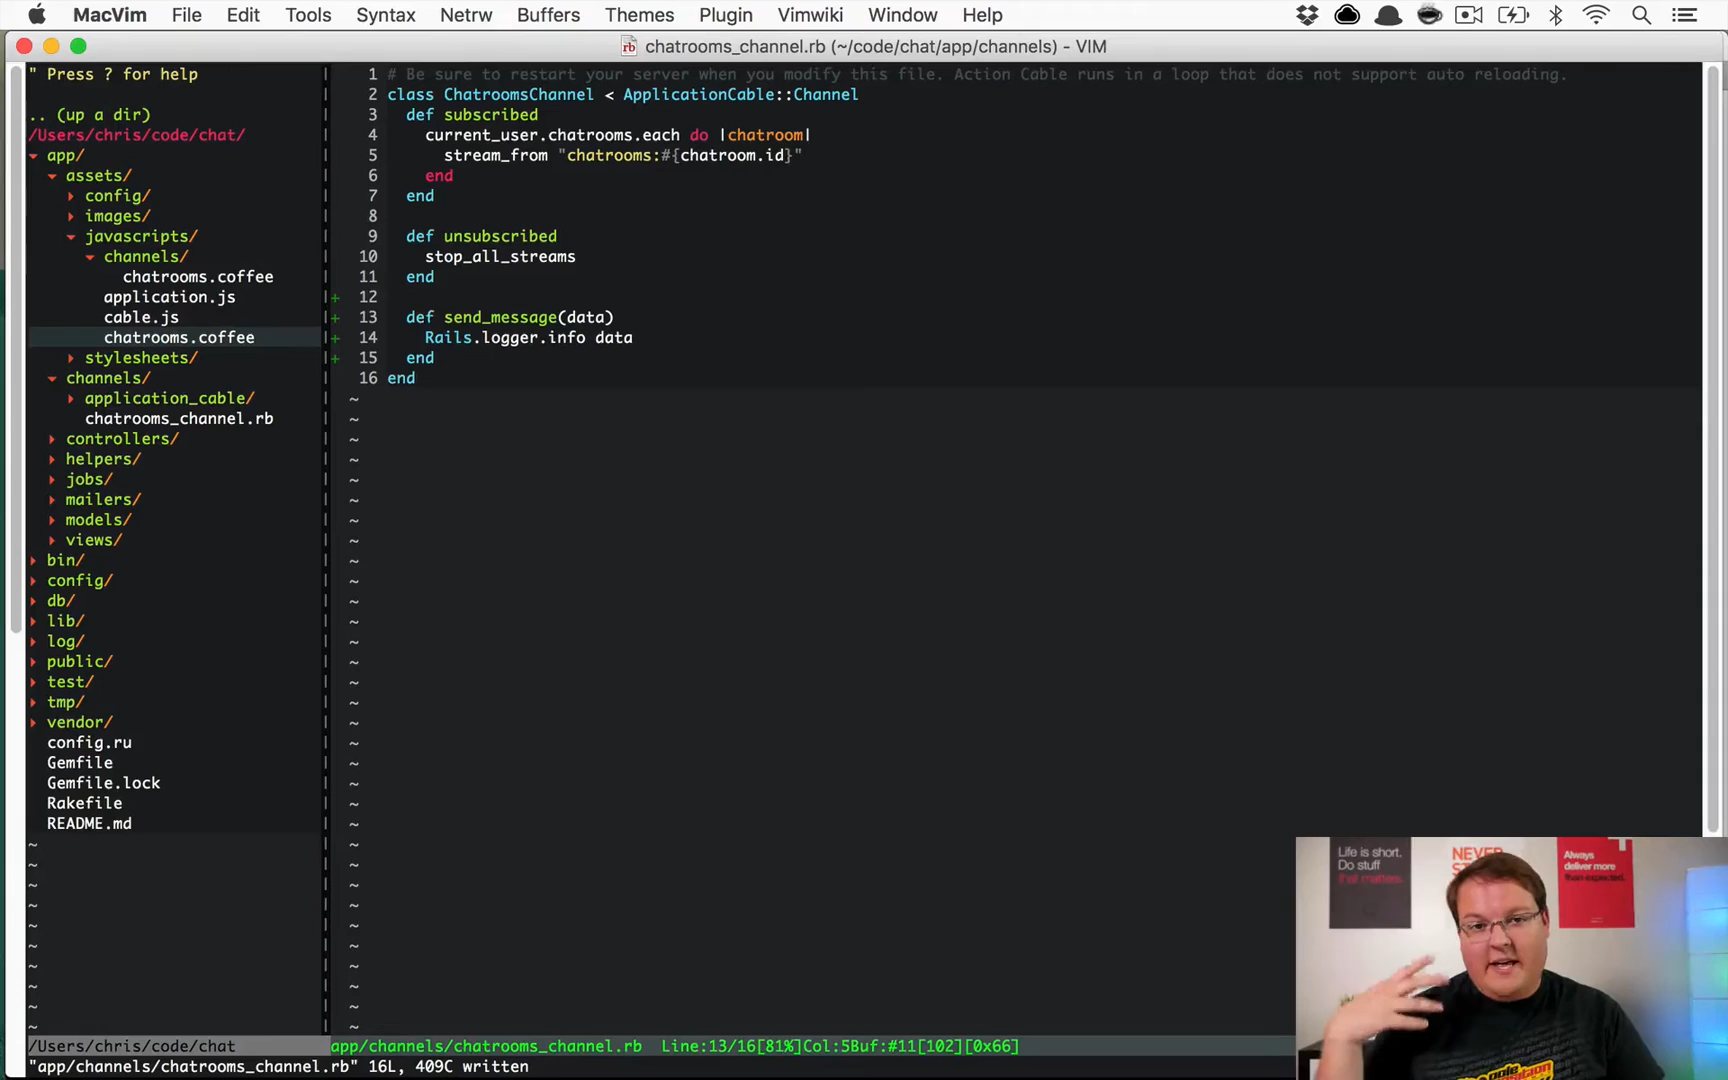 MacVim File Edit Tools Syntax Netrw Buffers Themes Plugin Vimwiki Window Help
chatrooms_channel.rb (~/code/chat/app/channels) - VIM
" Press ? for help
.. (up a dir)
/Users/chris/code/chat/
app/
assets/
config/
images/
javascripts/
channels/
chatrooms.coffee
application.js
cable.js
chatrooms.coffee
stylesheets/
channels/
application_cable/
chatrooms_channel.rb
controllers/
helpers/
jobs/
mailers/
models/
views/
bin/
config/
db/
lib/
log/
public/
test/
tmp/
vendor/
config.ru
Gemfile
Gemfile.lock
Rakefile
README.md
1 # Be sure to restart your server when you modify this file. Action Cable runs in a loop that does not support auto reloading.
2 class ChatroomsChannel < ApplicationCable::Channel
3 def subscribed
4 current_user.chatrooms.each do |chatroom|
5 stream_from "chatrooms:#{chatroom.id}"
6 end
7 end
8
9 def unsubscribed
10 stop_all_streams
11 end
+ 12
+ 13 def send_message(data)
+ 14 Rails.logger.info data
+ 15 end
16 end
Life is short.
Do stuff
that matters.
NEVER
Always
deliver more
than expected.
/Users/chris/code/chat
app/channels/chatrooms_channel.rb Line:13/16[81%]Col:5Buf:#11[102][0x66]
"app/channels/chatrooms_channel.rb" 16L, 409C written